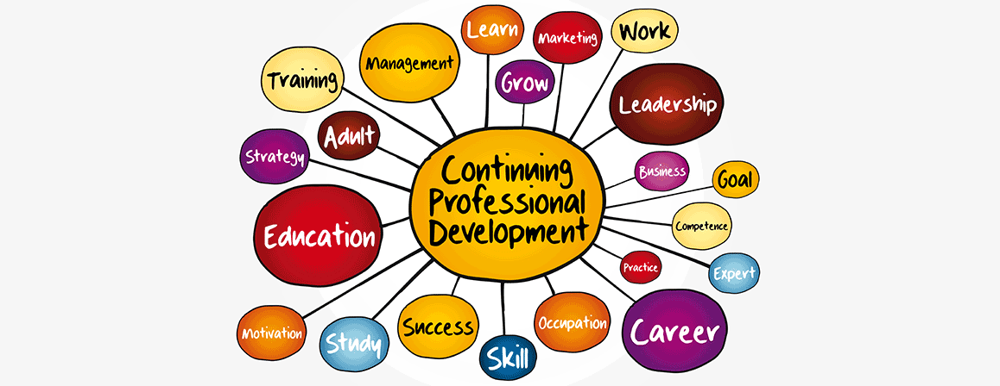 Learn
Marketing
Work
Management
Training
Grow
Leadership
Adult
Strategy
Business
Goal
Continuing
Professional
Development
Education
Competence
Practice
Expert
Motivation
Study
Success
Skill
Occupation
Career